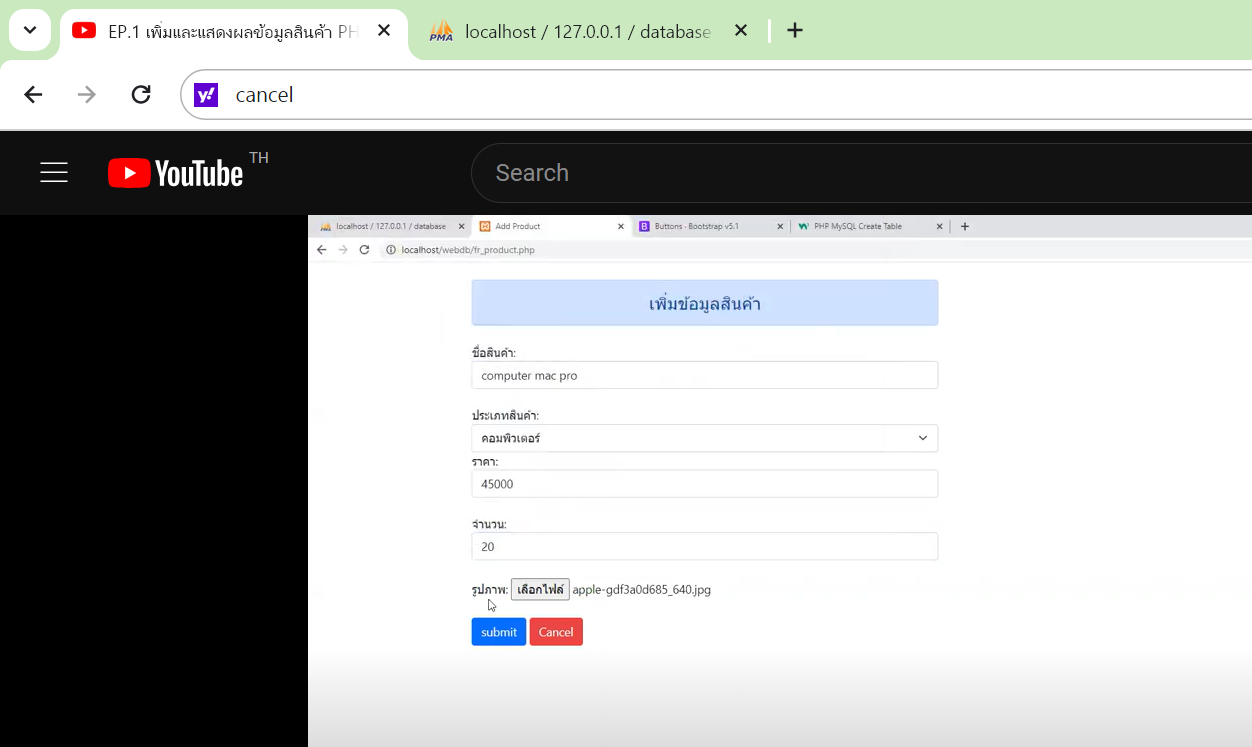 EP.1 เพิ่มและแสดงผลข้อมูลสินค้า PH
localhost / 127.0.0.1 / database
cancel
YouTube TH
Search
localhost / 127.0.0.1 / database
Add Product
Buttons · Bootstrap v5.1
PHP MySQL Create Table
localhost/webdb/fr_product.php
เพิ่มข้อมูลสินค้า
ชื่อสินค้า:
computer mac pro
ประเภทสินค้า:
คอมพิวเตอร์
ราคา:
45000
จำนวน:
20
รูปภาพ: เลือกไฟล์ apple-gdf3a0d685_640.jpg
submit Cancel